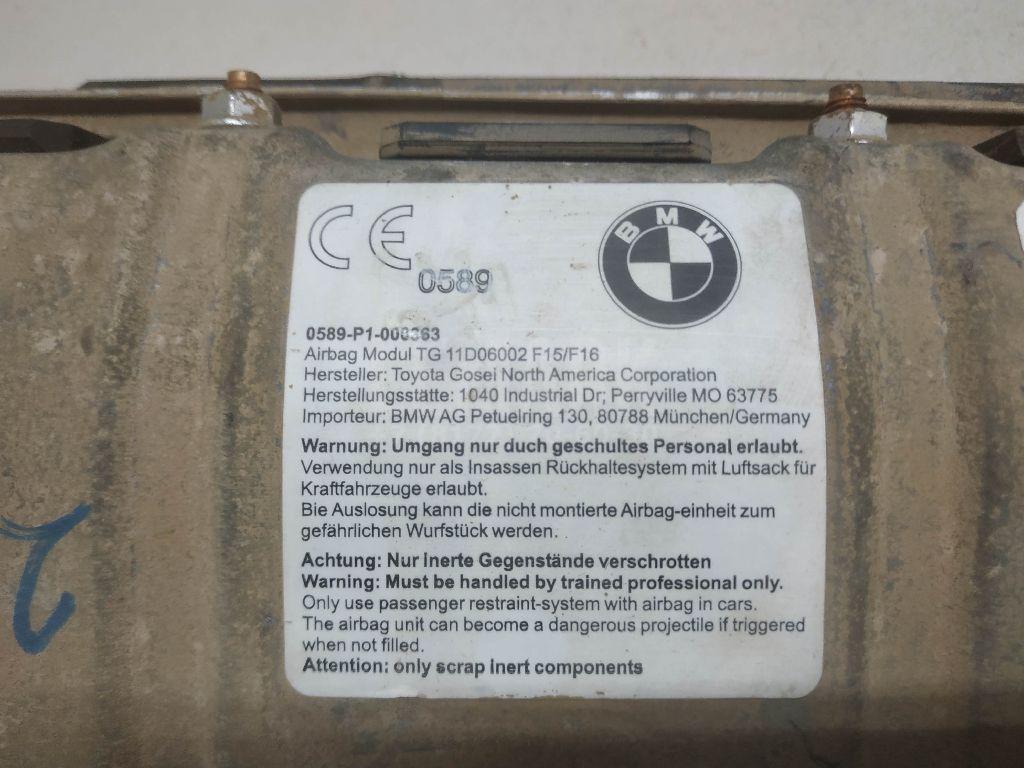 CE
0589
BMW
0589-P1-008363
Airbag Modul TG 11D06002 F15/F16
Hersteller: Toyota Gosei North America Corporation
Herstellungsstätte: 1040 Industrial Dr; Perryville MO 63775
Importeur: BMW AG Petuelring 130, 80788 München/Germany
Warnung: Umgang nur duch geschultes Personal erlaubt.
Verwendung nur als Insassen Rückhaltesystem mit Luftsack für
Kraftfahrzeuge erlaubt.
Bie Auslosung kann die nicht montierte Airbag-einheit zum
gefährlichen Wurfstück werden.
Achtung: Nur inerte Gegenstände verschrotten
Warning: Must be handled by trained professional only.
Only use passenger restraint-system with airbag in cars.
The airbag unit can become a dangerous projectile if triggered
when not filled.
Attention: only scrap inert components
2